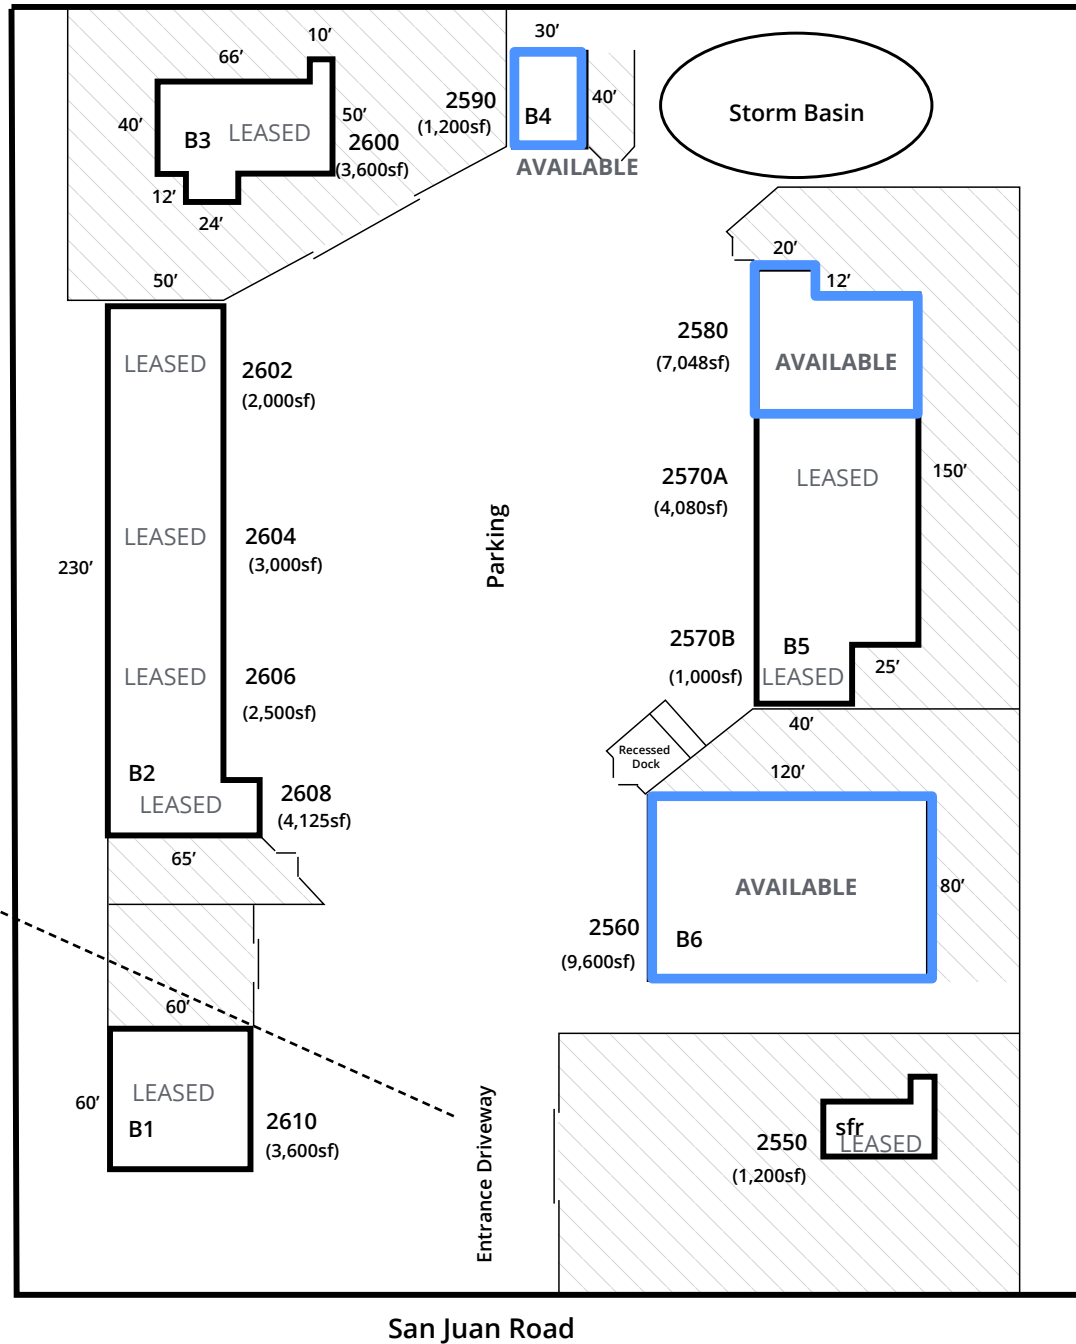 10′
66′
40′
B3 LEASED
50′
2600
(3,600sf)
12′
24′
30′
2590
(1,200sf)
B4
40′
AVAILABLE
Storm Basin
50′
LEASED
2602
(2,000sf)
LEASED
2604
(3,000sf)
230′
LEASED
2606
(2,500sf)
B2
LEASED
2608
(4,125sf)
65′
Parking
20′
12′
2580
(7,048sf)
AVAILABLE
2570A
(4,080sf)
LEASED
150′
2570B
(1,000sf)
B5
LEASED
25′
40′
Recessed
Dock
120′
AVAILABLE
80′
2560
(9,600sf)
B6
60′
60′
LEASED
B1
2610
(3,600sf)
Entrance Driveway
sfr
LEASED
2550
(1,200sf)
San Juan Road